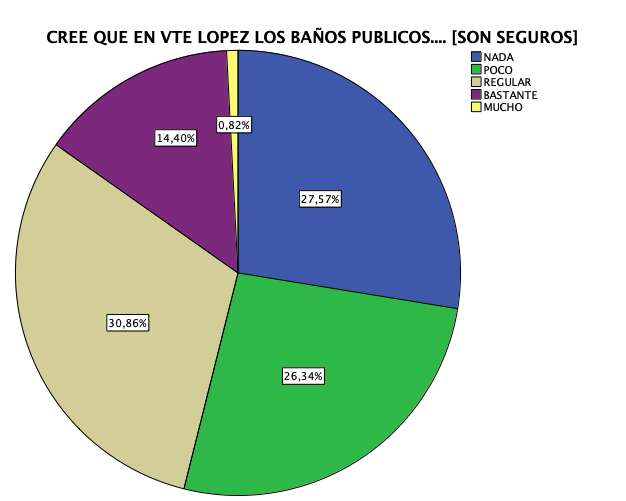 CREE QUE EN VTE LOPEZ LOS BAÑOS PUBLICOS.... [SON SEGUROS]
NADA
POCO
REGULAR
BASTANTE
MUCHO
0,82%
14,40%
27,57%
30,86%
26,34%